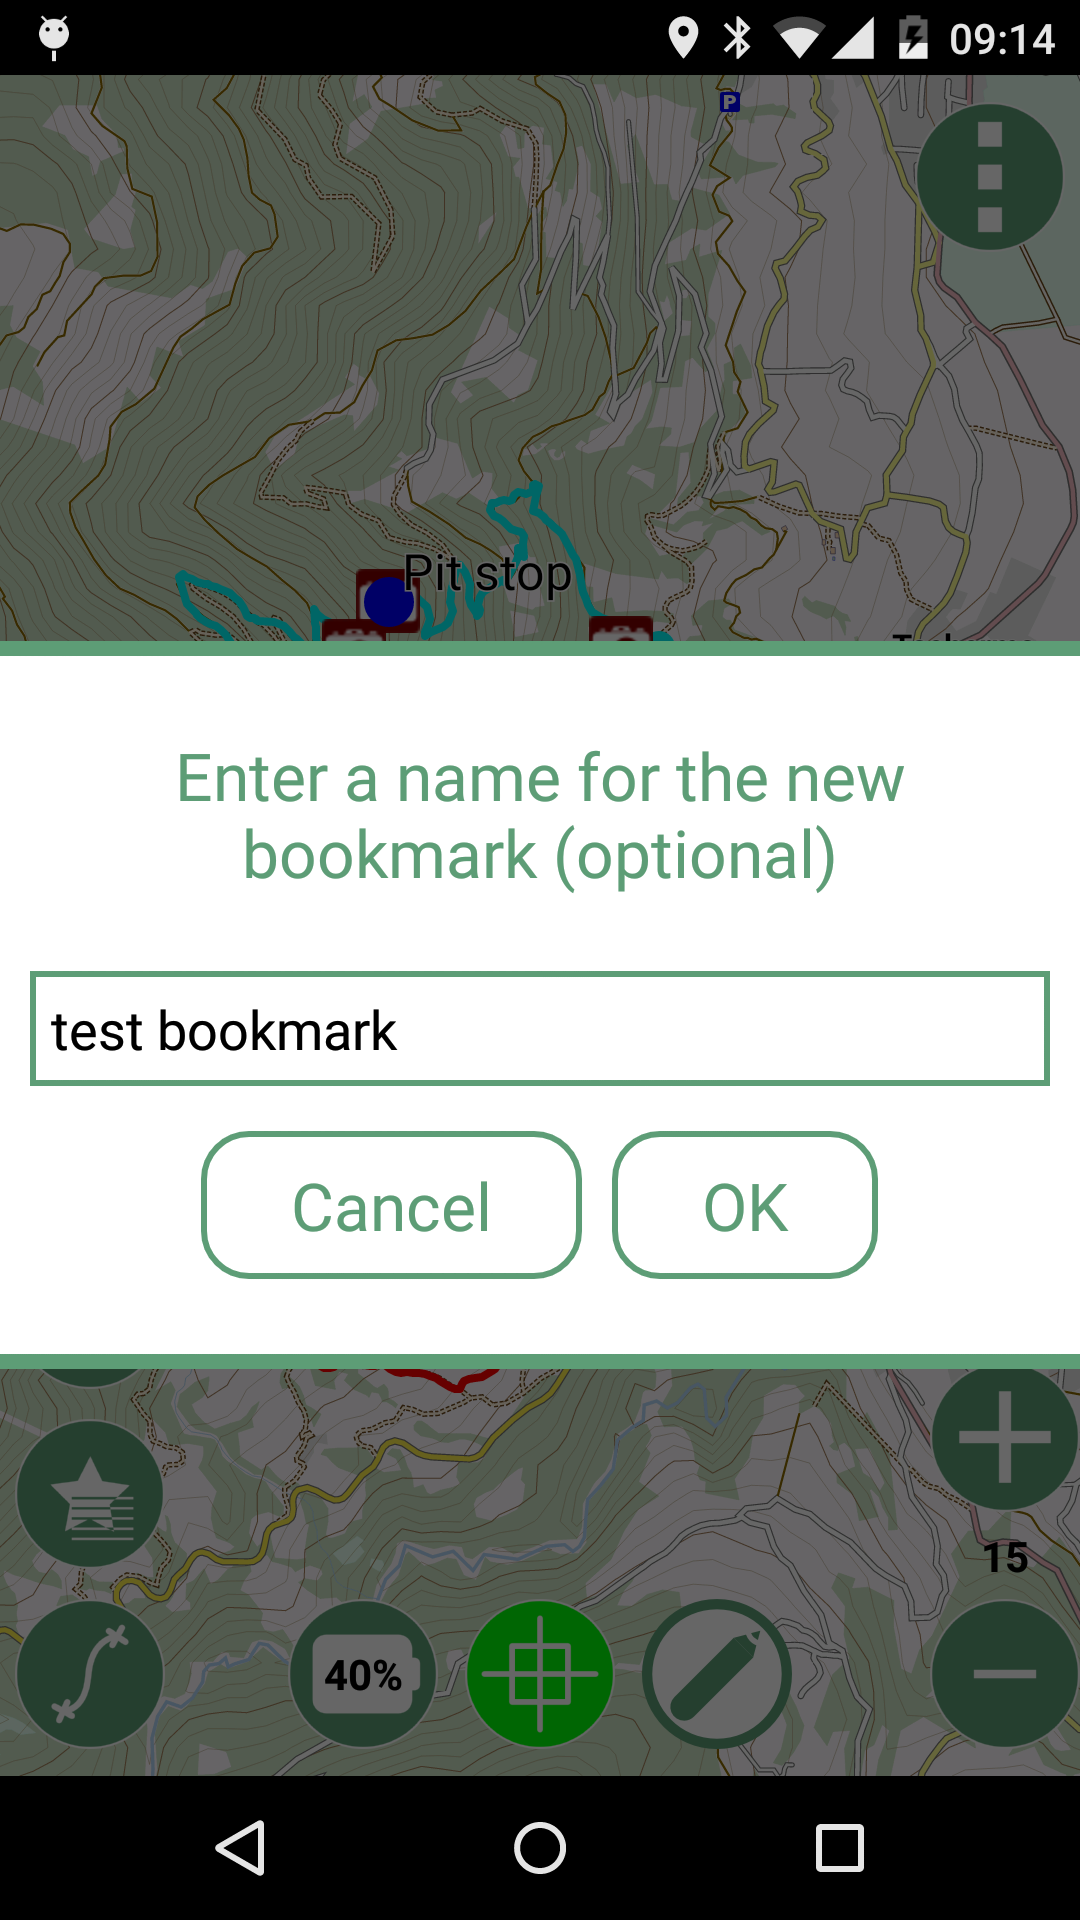 09:14
P
Pit stop
Enter a name for the new
bookmark (optional)
test bookmark
Cancel
OK
15
40%